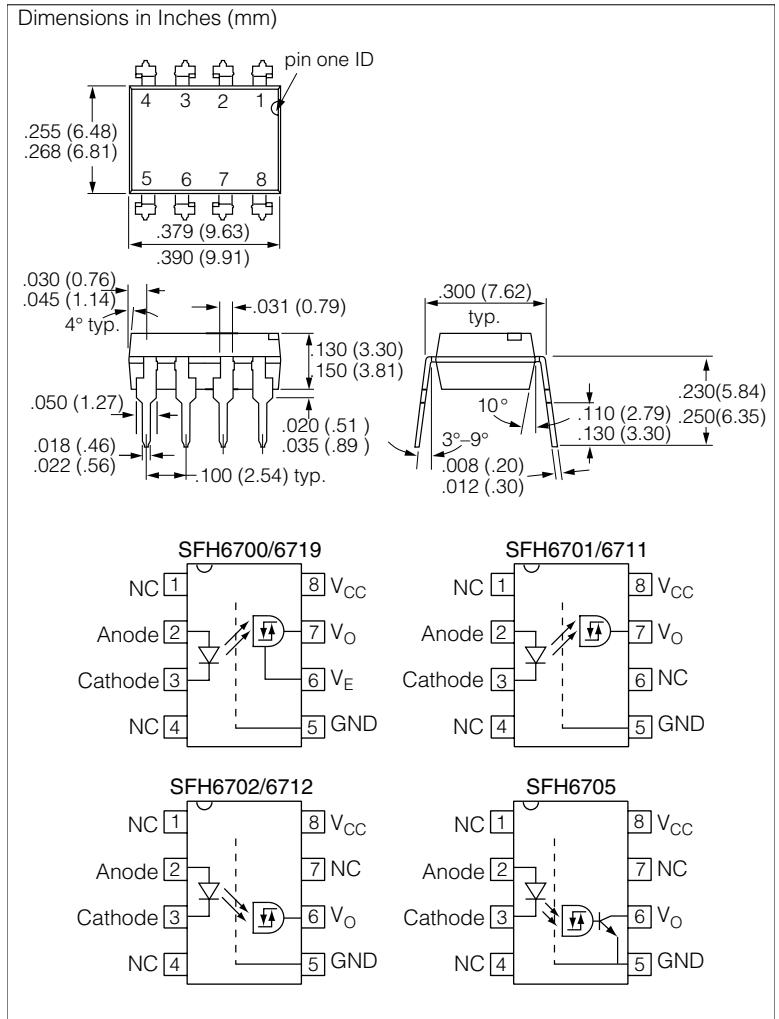 Dimensions in Inches (mm)
pin one ID
4 3 2 1
.255 (6.48)
.268 (6.81)
5 6 7 8
.379 (9.63)
.390 (9.91)
.030 (0.76)
.045 (1.14)
4° typ.
.031 (0.79)
.130 (3.30)
.150 (3.81)
.050 (1.27)
.020 (.51 )
.035 (.89 )
.018 (.46)
.022 (.56)
.100 (2.54) typ.
.300 (7.62)
typ.
.230(5.84)
.250(6.35)
10°
.110 (2.79)
.130 (3.30)
3°–9°
.008 (.20)
.012 (.30)
SFH6700/6719
NC 1 8 VCC
Anode 2 7 VO
Cathode 3 6 VE
NC 4 5 GND
SFH6701/6711
NC 1 8 VCC
Anode 2 7 VO
Cathode 3 6 NC
NC 4 5 GND
SFH6702/6712
NC 1 8 VCC
Anode 2 7 NC
Cathode 3 6 VO
NC 4 5 GND
SFH6705
NC 1 8 VCC
Anode 2 7 NC
Cathode 3 6 VO
NC 4 5 GND